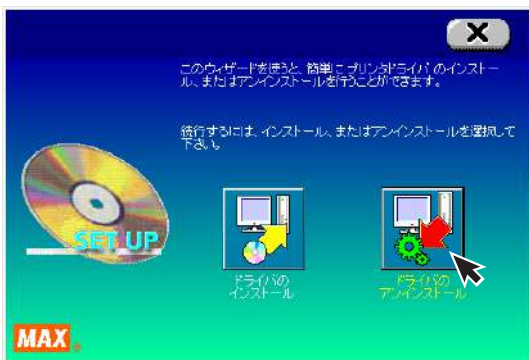 X
このウィザードを使うと、簡単にプリンタドライバのインストー
ル、またはアンインストールを行うことができます。
続行するには、インストール、またはアンインストールを選択して
下さい。
SET UP
ドライバの
インストール
ドライバの
アンインストール
MAX